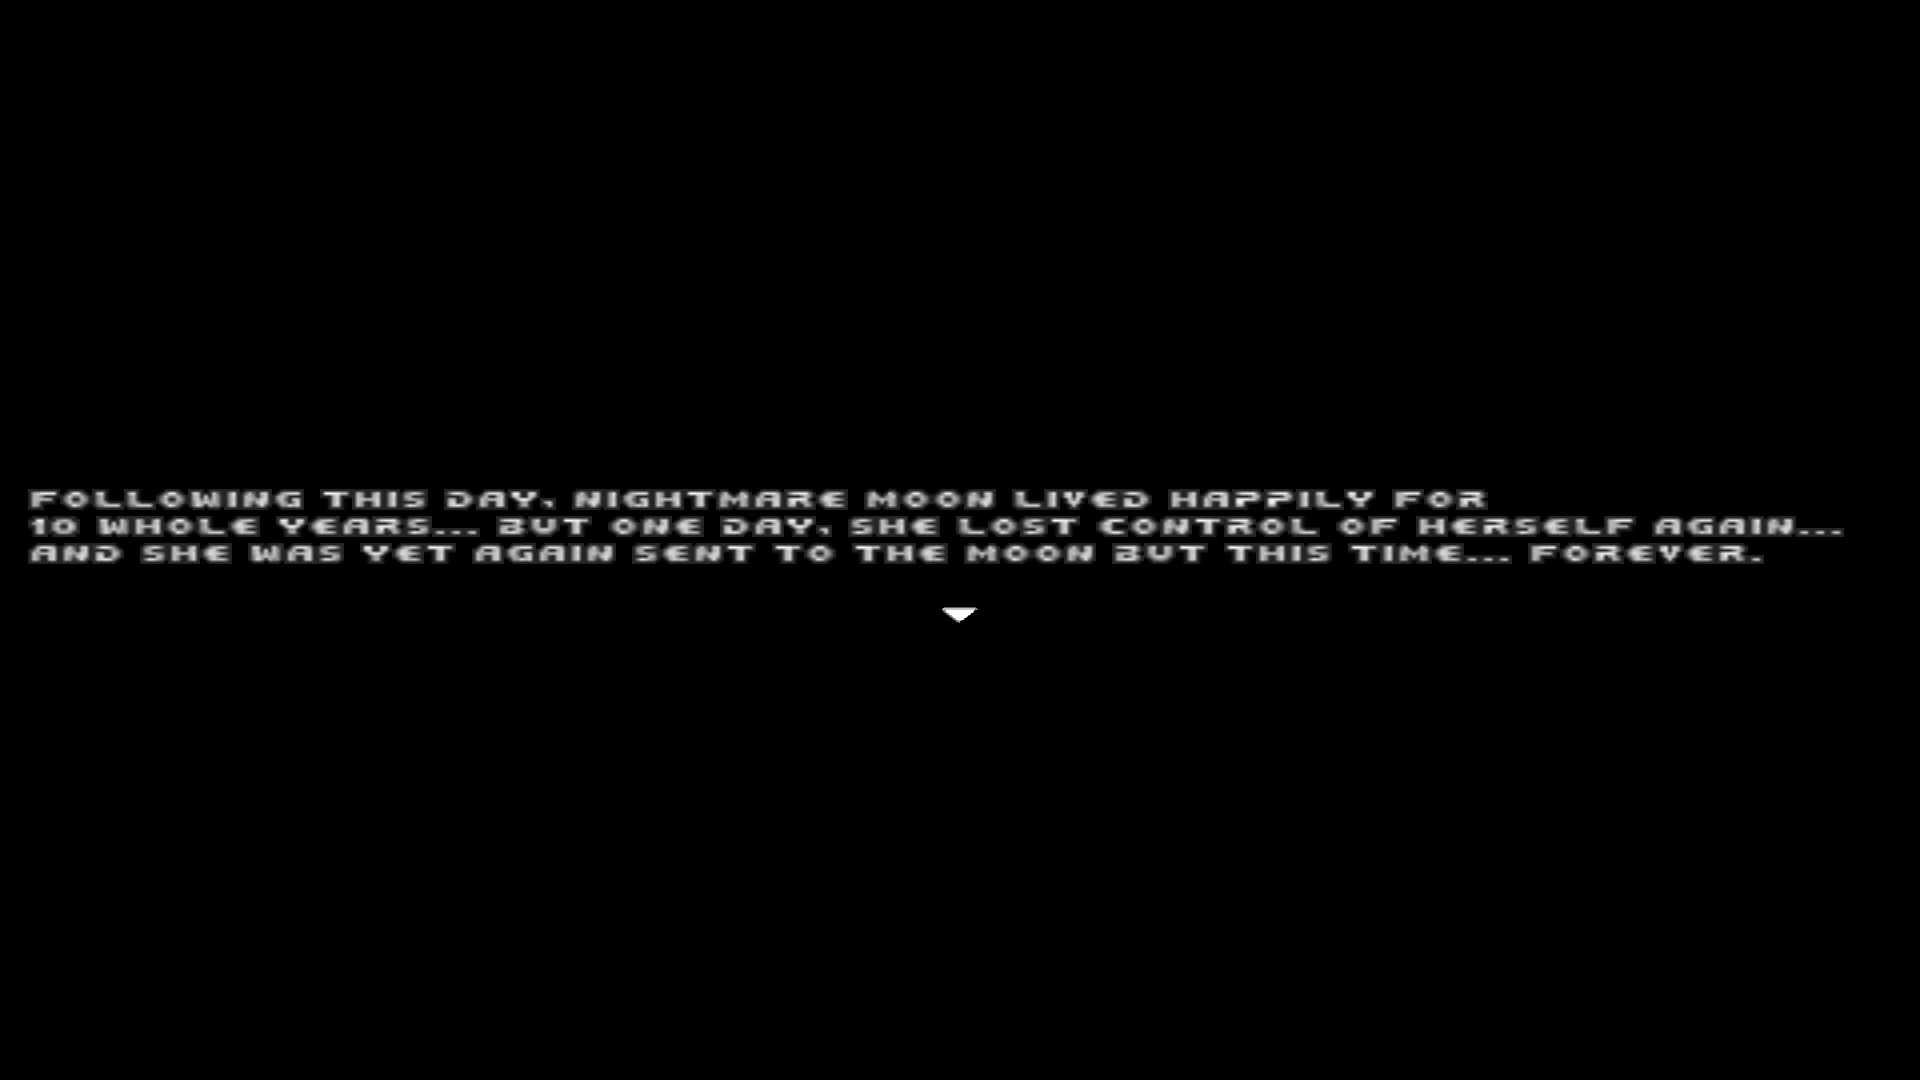 FOLLOWING THIS DAY, NIGHTMARE MOON LIVED HAPPILY FOR
10 WHOLE YEARS... BUT ONE DAY, SHE LOST CONTROL OF HERSELF AGAIN...
AND SHE WAS YET AGAIN SENT TO THE MOON BUT THIS TIME... FOREVER.